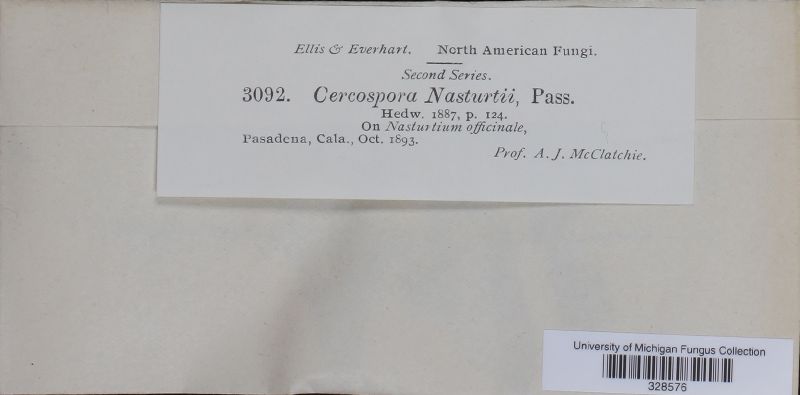 Ellis & Everhart. North American Fungi.
Second Series.
3092. Cercospora Nasturtii, Pass.
Hedw. 1887, p. 124.
On Nasturtium officinale,
Pasadena, Cala., Oct. 1893.
Prof. A. J. McClatchie.
University of Michigan Fungus Collection
328576